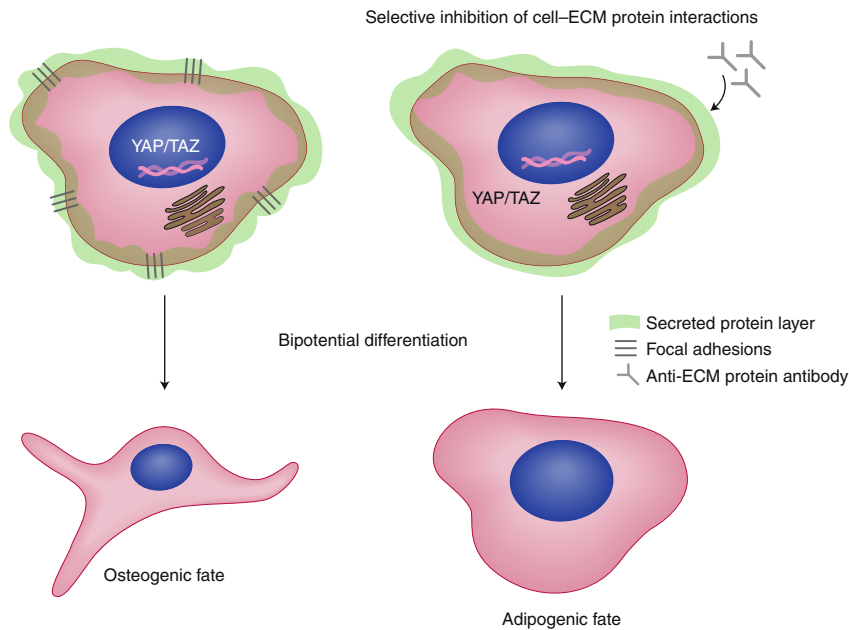 Selective inhibition of cell–ECM protein interactions
YAP/TAZ
YAP/TAZ
Bipotential differentiation
Secreted protein layer
Focal adhesions
Anti-ECM protein antibody
Osteogenic fate
Adipogenic fate